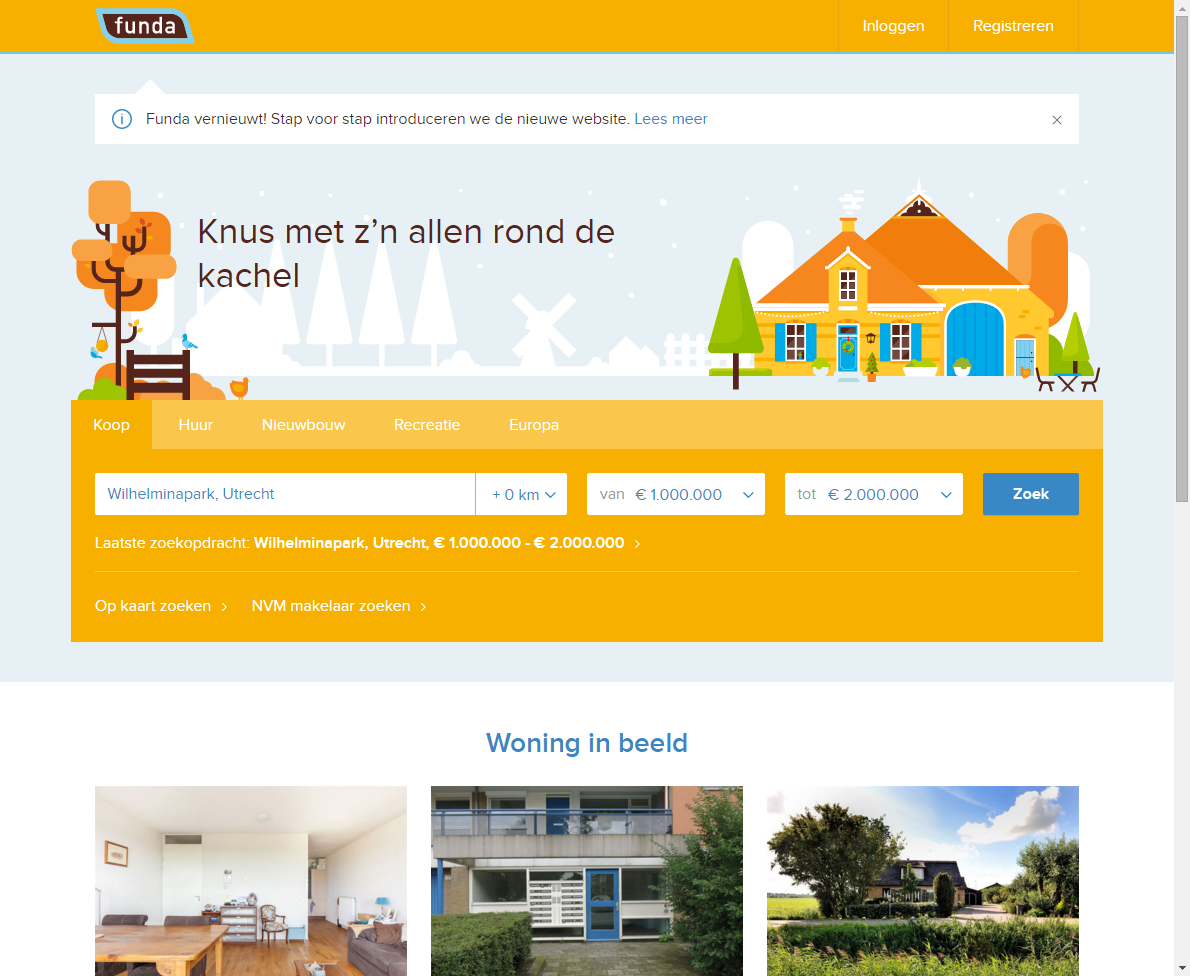 funda
Inloggen
Registreren
Funda vernieuwt! Stap voor stap introduceren we de nieuwe website. Lees meer
Knus met z’n allen rond de
kachel
Koop
Huur
Nieuwbouw
Recreatie
Europa
Wilhelminapark, Utrecht
+ 0 km
van € 1.000.000
tot € 2.000.000
Zoek
Laatste zoekopdracht: Wilhelminapark, Utrecht, € 1.000.000 - € 2.000.000
Op kaart zoeken
NVM makelaar zoeken
Woning in beeld